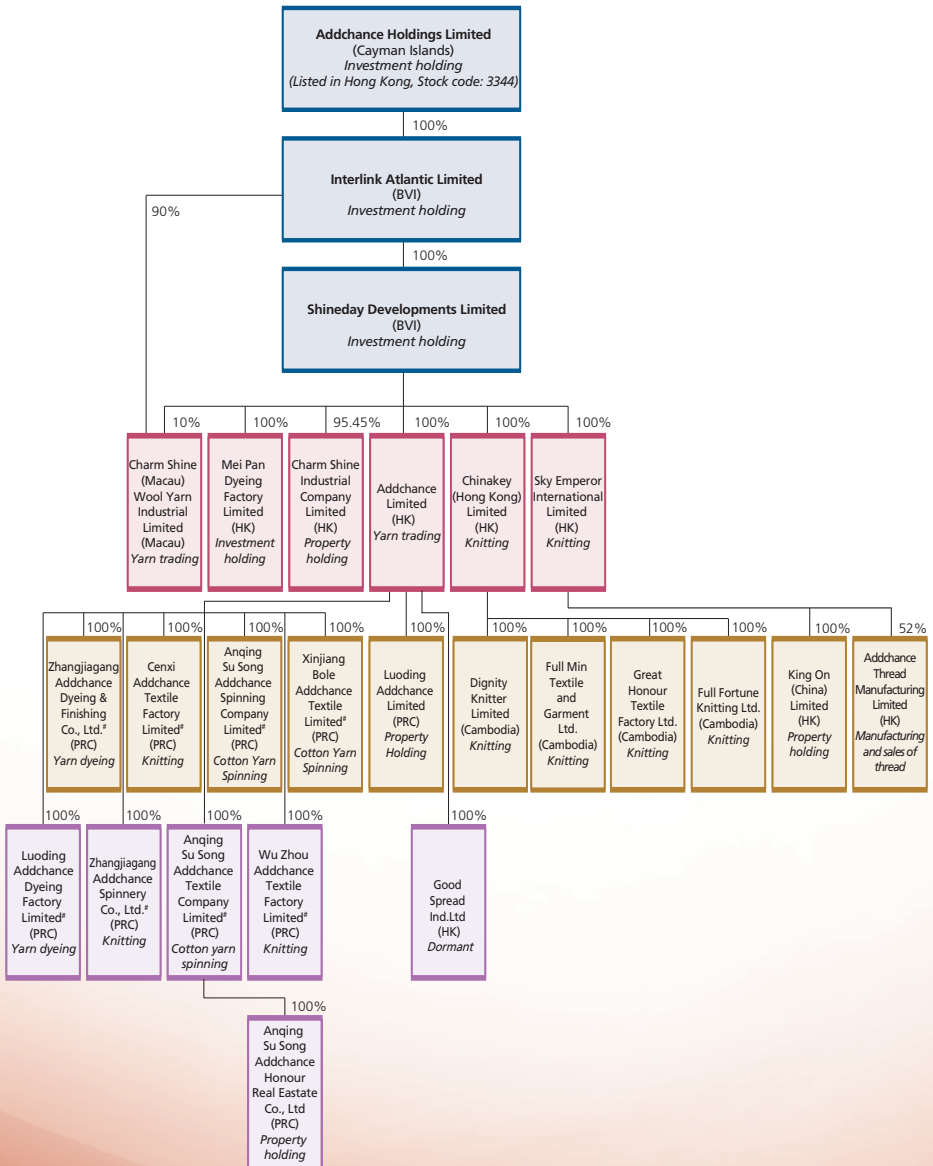 Addchance Holdings Limited
(Cayman Islands)
Investment holding
(Listed in Hong Kong, Stock code: 3344)
100%
Interlink Atlantic Limited
(BVI)
Investment holding
90%
100%
Shineday Developments Limited
(BVI)
Investment holding
10%
100%
95.45%
100%
100%
100%
Charm Shine
(Macau)
Wool Yarn
Industrial
Limited
(Macau)
Yarn trading
Mei Pan
Dyeing
Factory
Limited
(HK)
Investment
holding
Charm Shine
Industrial
Company
Limited
(HK)
Property
holding
Addchance
Limited
(HK)
Yarn trading
Chinakey
(Hong Kong)
Limited
(HK)
Knitting
Sky Emperor
International
Limited
(HK)
Knitting
100%
100%
100%
100%
100%
100%
100%
100%
100%
100%
52%
Zhangjiagang
Addchance
Dyeing &
Finishing
Co., Ltd.#
(PRC)
Yarn dyeing
Cenxi
Addchance
Textile
Factory
Limited#
(PRC)
Knitting
Anqing
Su Song
Addchance
Spinning
Company
Limited#
(PRC)
Cotton Yarn
Spinning
Xinjiang
Bole
Addchance
Textile
Limited#
(PRC)
Cotton Yarn
Spinning
Luoding
Addchance
Limited
(PRC)
Property
Holding
Dignity
Knitter
Limited
(Cambodia)
Knitting
Full Min
Textile
and
Garment
Ltd.
(Cambodia)
Knitting
Great
Honour
Textile
Factory Ltd.
(Cambodia)
Knitting
Full Fortune
Knitting Ltd.
(Cambodia)
Knitting
King On
(China)
Limited
(HK)
Property
holding
Addchance
Thread
Manufacturing
Limited
(HK)
Manufacturing
and sales of
thread
100%
100%
100%
100%
100%
Luoding
Addchance
Dyeing
Factory
Limited#
(PRC)
Yarn dyeing
Zhangjiagang
Addchance
Spinnery
Co., Ltd.#
(PRC)
Knitting
Anqing
Su Song
Addchance
Textile
Company
Limited#
(PRC)
Cotton yarn
spinning
Wu Zhou
Addchance
Textile
Factory
Limited#
(PRC)
Knitting
Good
Spread
Ind.Ltd
(HK)
Dormant
100%
Anqing
Su Song
Addchance
Honour
Real Eastate
Co., Ltd
(PRC)
Property
holding